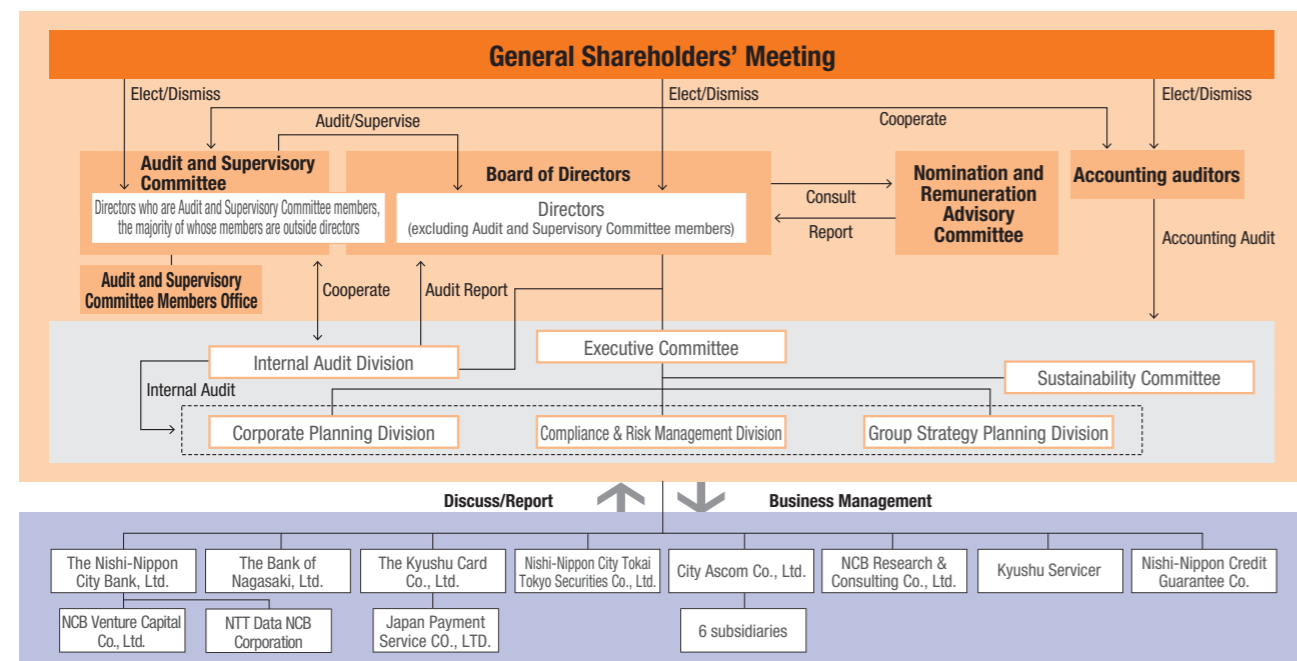 General Shareholders' Meeting
Elect/Dismiss
Elect/Dismiss
Elect/Dismiss
Audit/Supervise
Cooperate
Audit and Supervisory
Committee
Directors who are Audit and Supervisory Committee members,
the majority of whose members are outside directors
Board of Directors
Directors
(excluding Audit and Supervisory Committee members)
Consult
Report
Nomination and
Remuneration
Advisory
Committee
Accounting auditors
Accounting Audit
Audit and Supervisory
Committee Members Office
Cooperate
Audit Report
Internal Audit Division
Executive Committee
Sustainability Committee
Internal Audit
Corporate Planning Division
Compliance & Risk Management Division
Group Strategy Planning Division
Discuss/Report
Business Management
The Nishi-Nippon
City Bank, Ltd.
The Bank of
Nagasaki, Ltd.
The Kyushu Card
Co., Ltd.
Nishi-Nippon City Tokai
Tokyo Securities Co., Ltd.
City Ascom Co., Ltd.
NCB Research &
Consulting Co., Ltd.
Kyushu Servicer
Nishi-Nippon Credit
Guarantee Co.
NCB Venture Capital
Co., Ltd.
NTT Data NCB
Corporation
Japan Payment
Service CO., LTD.
6 subsidiaries